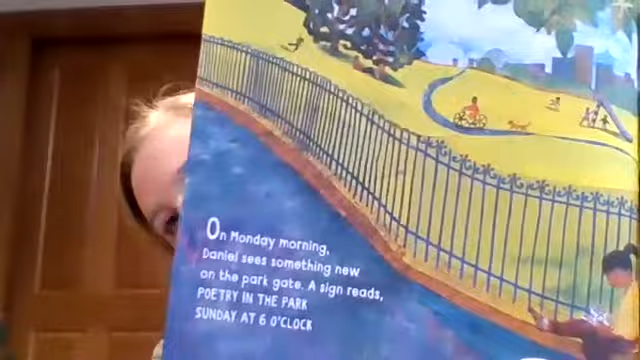 On Monday morning,
Daniel sees something new
on the park gate. A sign reads,
POETRY IN THE PARK
SUNDAY AT 6 O'CLOCK